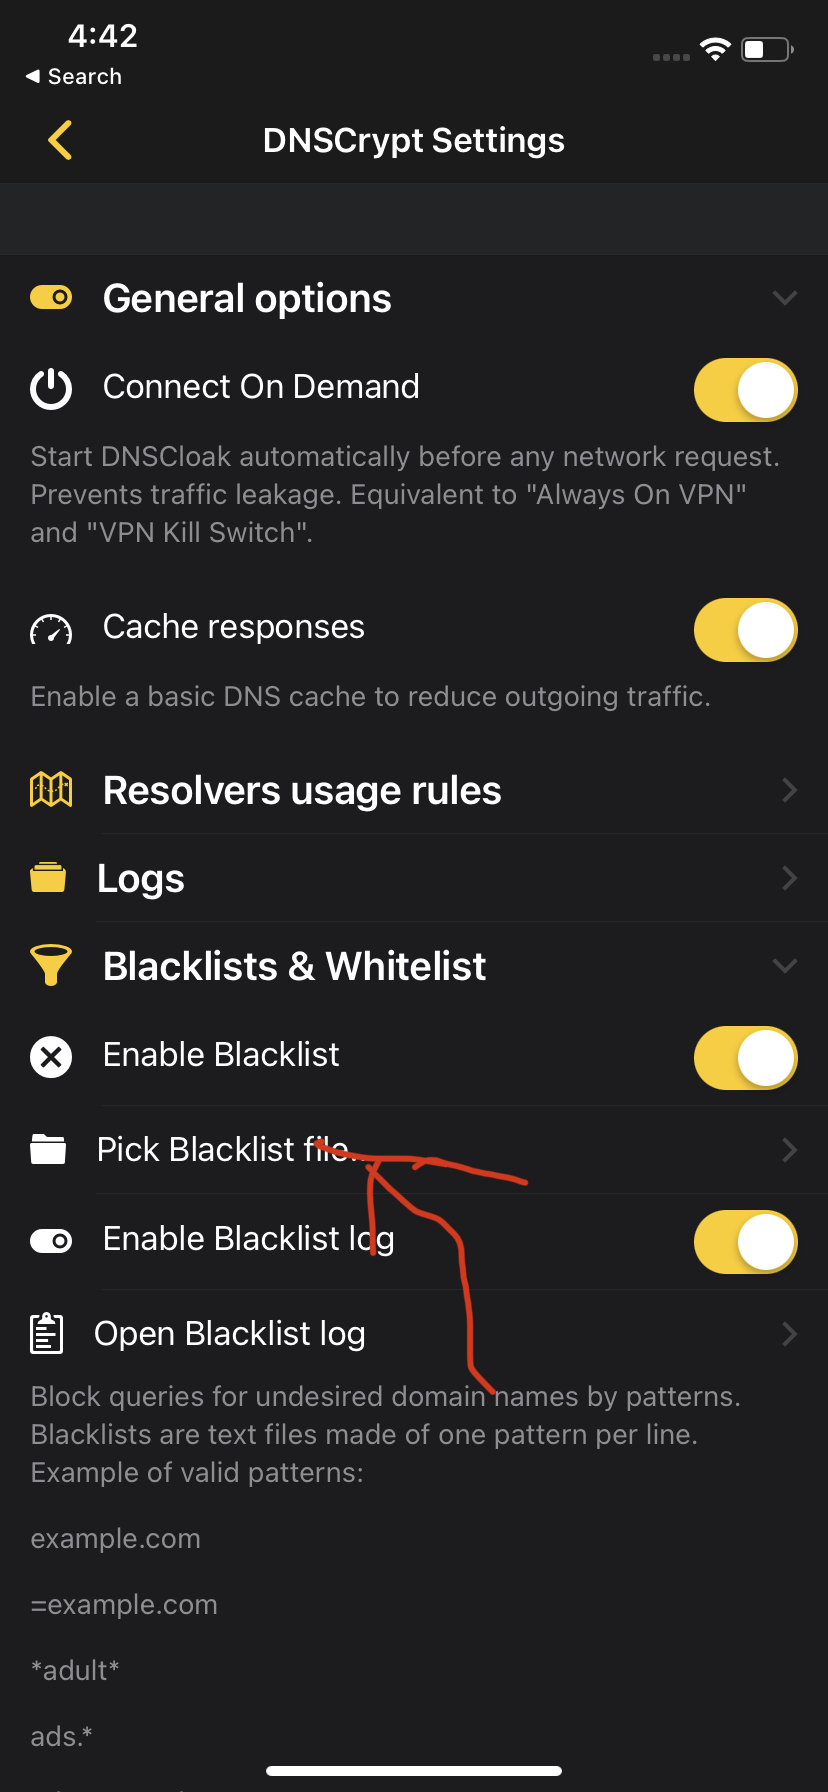 4:42
Search
DNSCrypt Settings
General options
Connect On Demand
Start DNSCloak automatically before any network request.
Prevents traffic leakage. Equivalent to "Always On VPN"
and "VPN Kill Switch".
Cache responses
Enable a basic DNS cache to reduce outgoing traffic.
Resolvers usage rules
Logs
Blacklists & Whitelist
Enable Blacklist
Pick Blacklist file...
Enable Blacklist log
Open Blacklist log
Block queries for undesired domain names by patterns.
Blacklists are text files made of one pattern per line.
Example of valid patterns:
example.com
=example.com
*adult*
ads.*